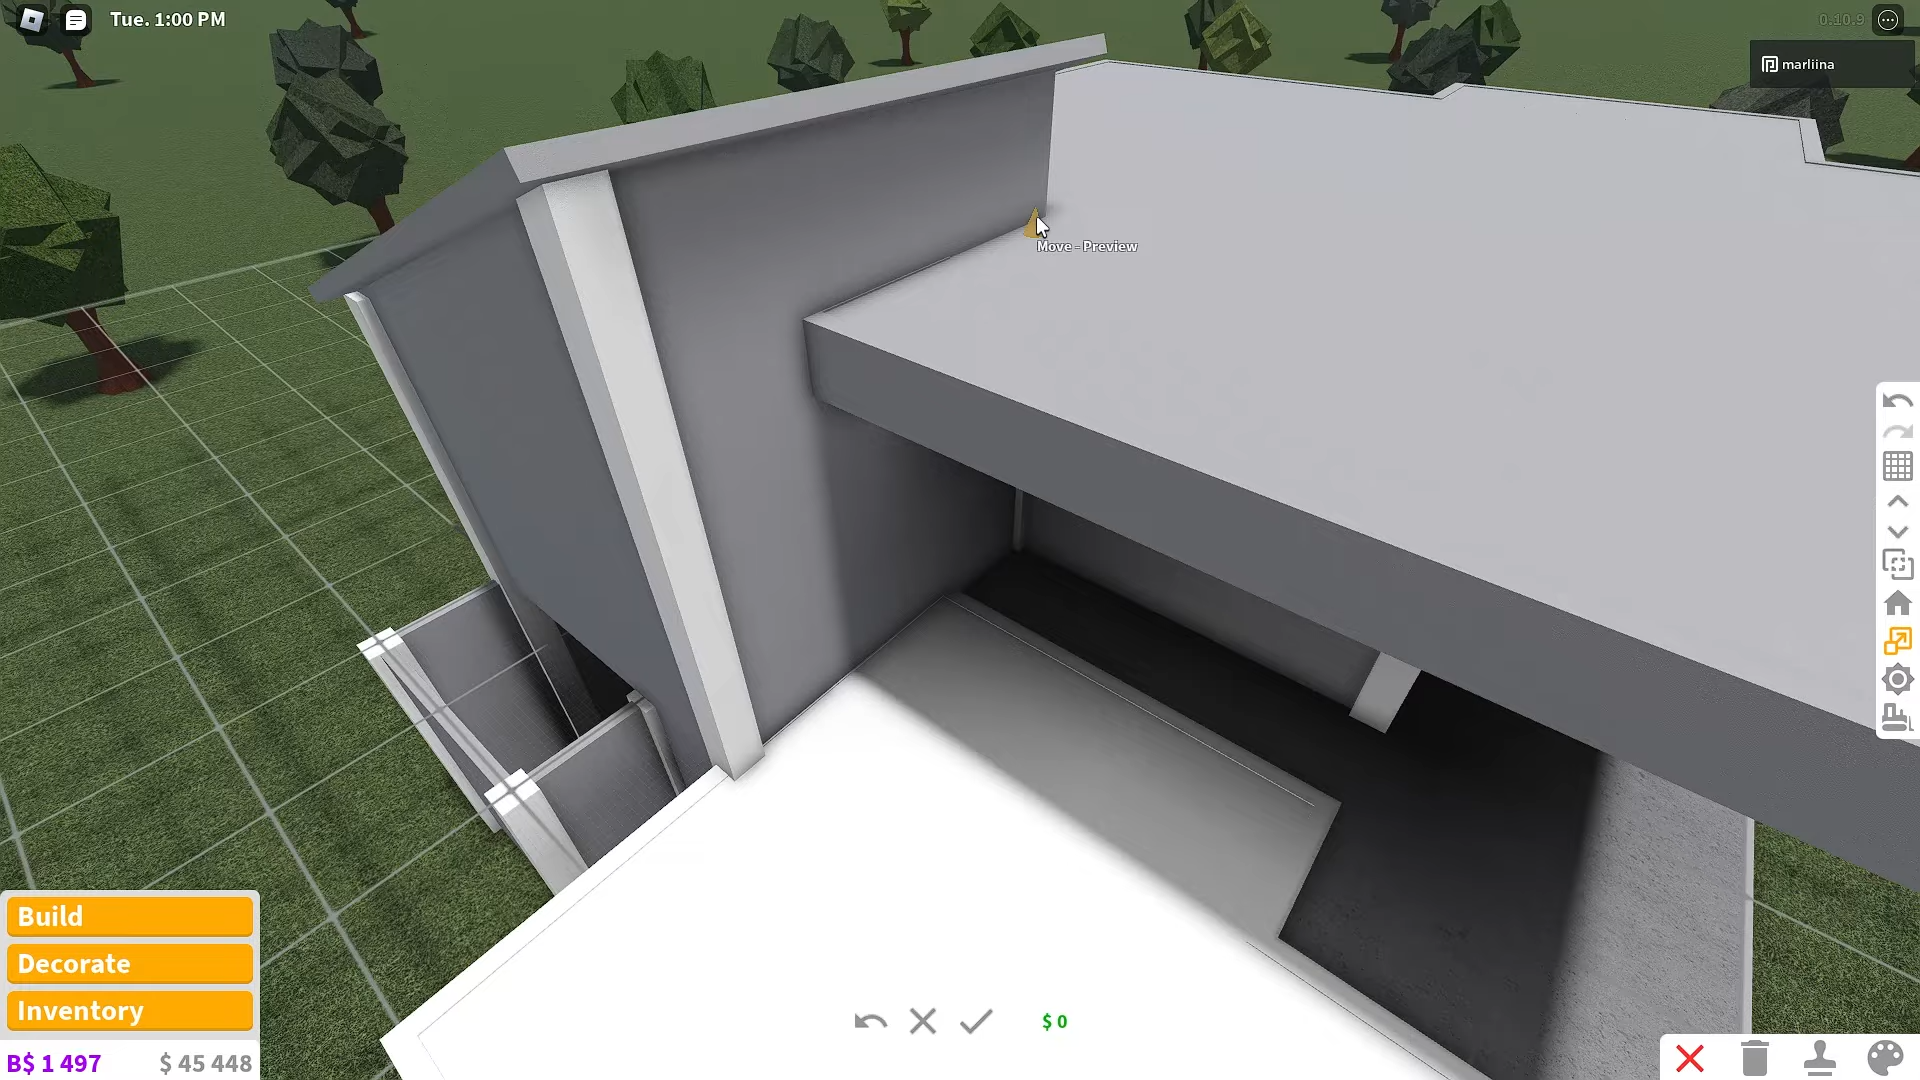 Tue. 1:00 PM
0.10.9
marliina
Move - Preview
Build
Decorate
Inventory
B$ 1 497
$ 45 448
$ 0